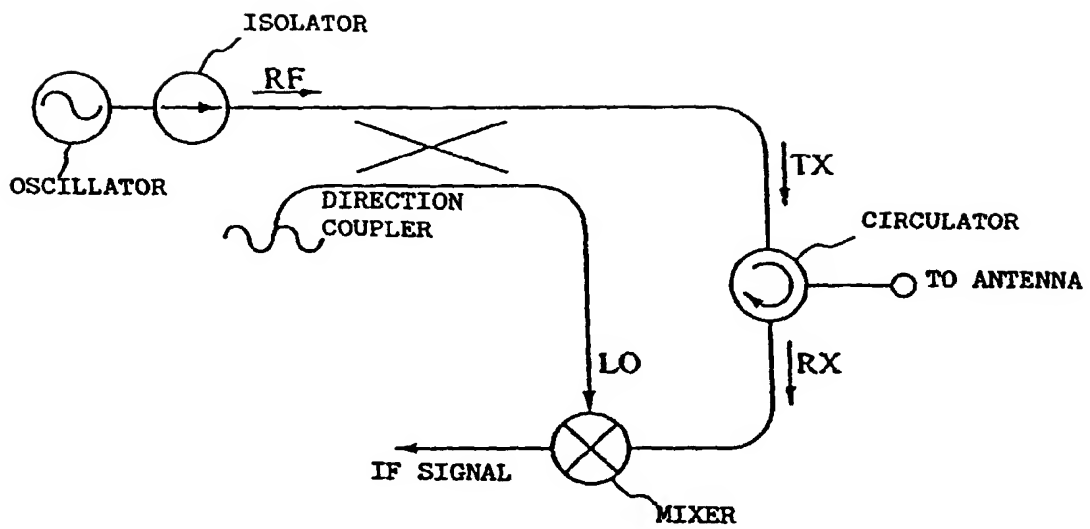 ISOLATOR
RF
OSCILLATOR
TX
DIRECTION
COUPLER
CIRCULATOR
TO ANTENNA
LO
RX
IF SIGNAL
MIXER